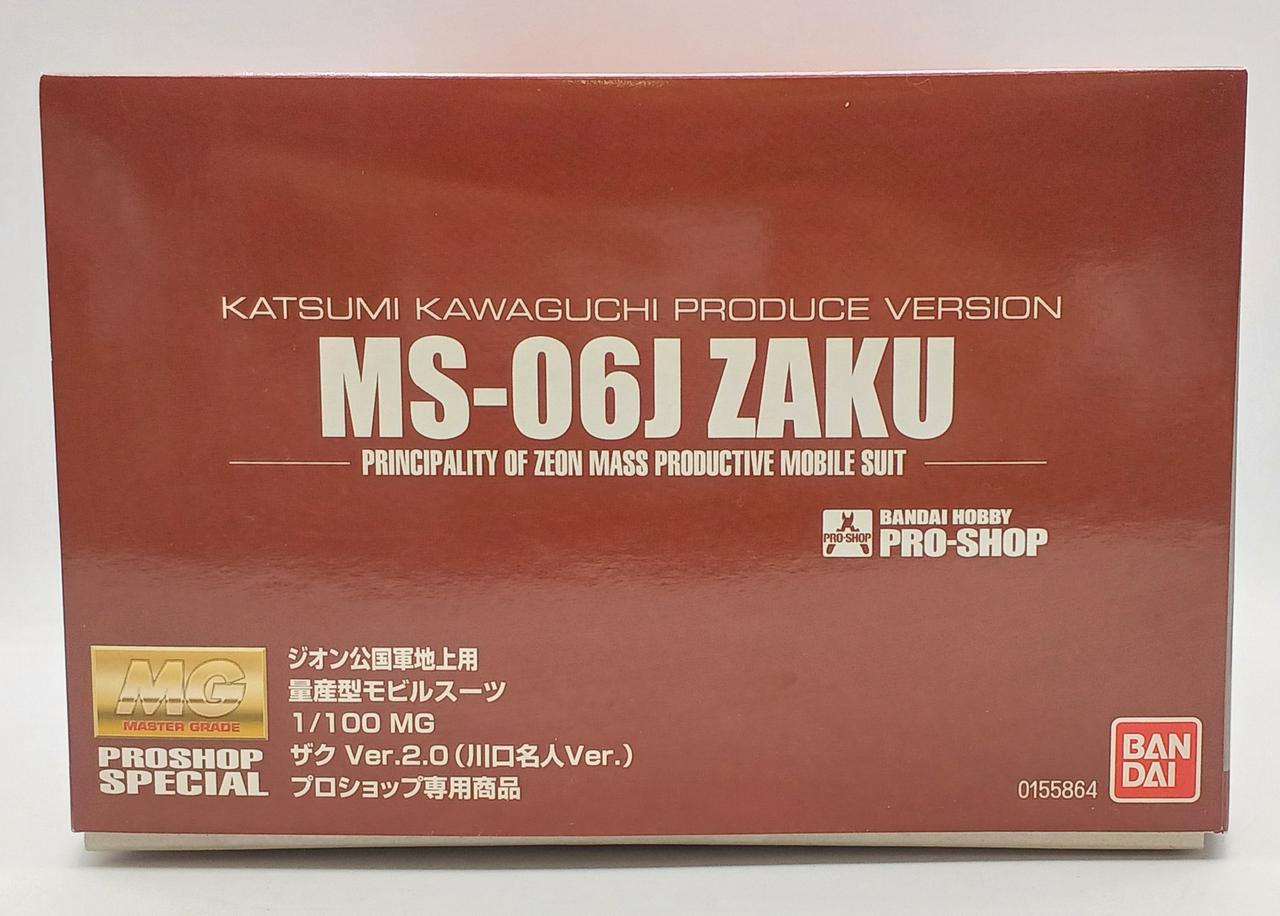 KATSUMI KAWAGUCHI PRODUCE VERSION
MS-06J ZAKU
PRINCIPALITY OF ZEON MASS PRODUCTIVE MOBILE SUIT
PRO-SHOP
BANDAI HOBBY
PRO-SHOP
MG
MASTER GRADE
PROSHOP
SPECIAL
ジオン公国軍地上用
量産型モビルスーツ
1/100 MG
ザク Ver.2.0(川口名人Ver.)
プロショップ専用商品
0155864
BAN
DAI